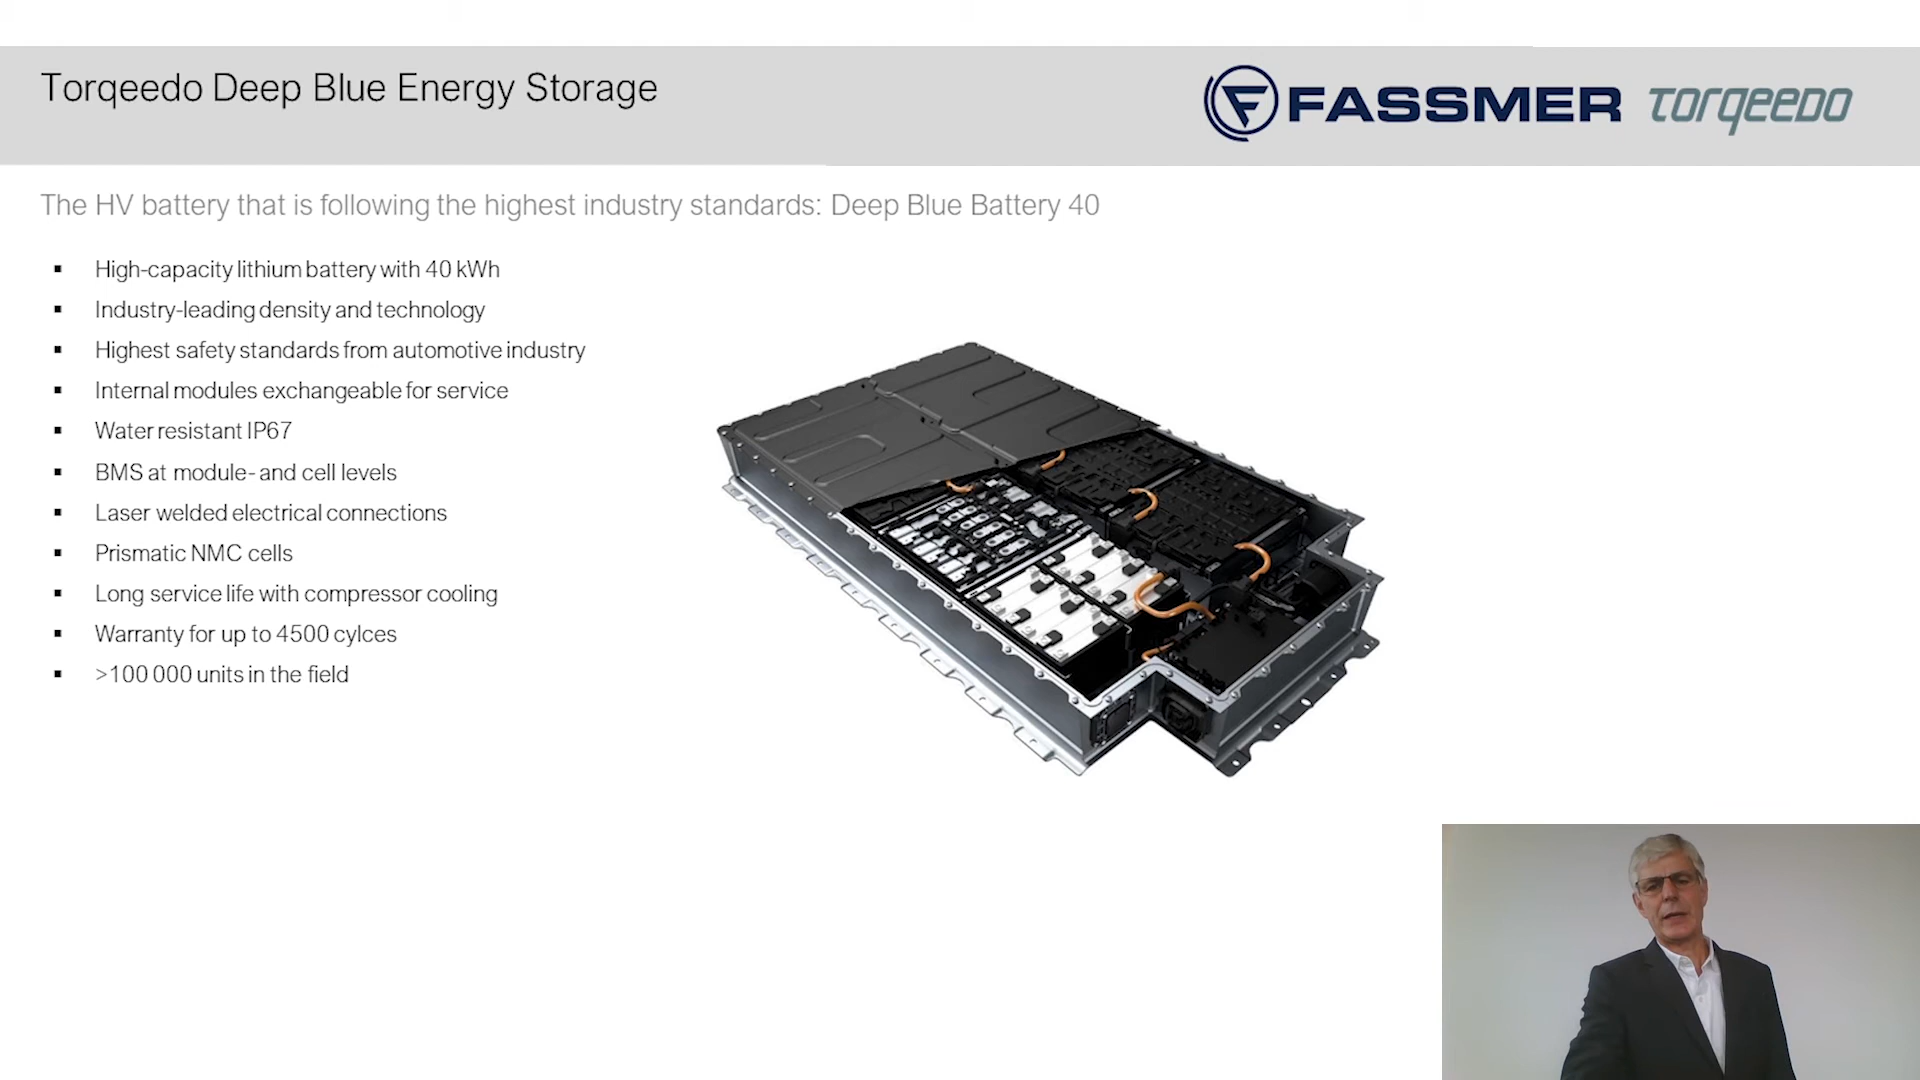 Torqeedo Deep Blue Energy Storage
FASSMER Torqeedo
The HV battery that is following the highest industry standards: Deep Blue Battery 40
▪ High-capacity lithium battery with 40 kWh
▪ Industry-leading density and technology
▪ Highest safety standards from automotive industry
▪ Internal modules exchangeable for service
▪ Water resistant IP67
▪ BMS at module- and cell levels
▪ Laser welded electrical connections
▪ Prismatic NMC cells
▪ Long service life with compressor cooling
▪ Warranty for up to 4500 cylces
▪ >100 000 units in the field